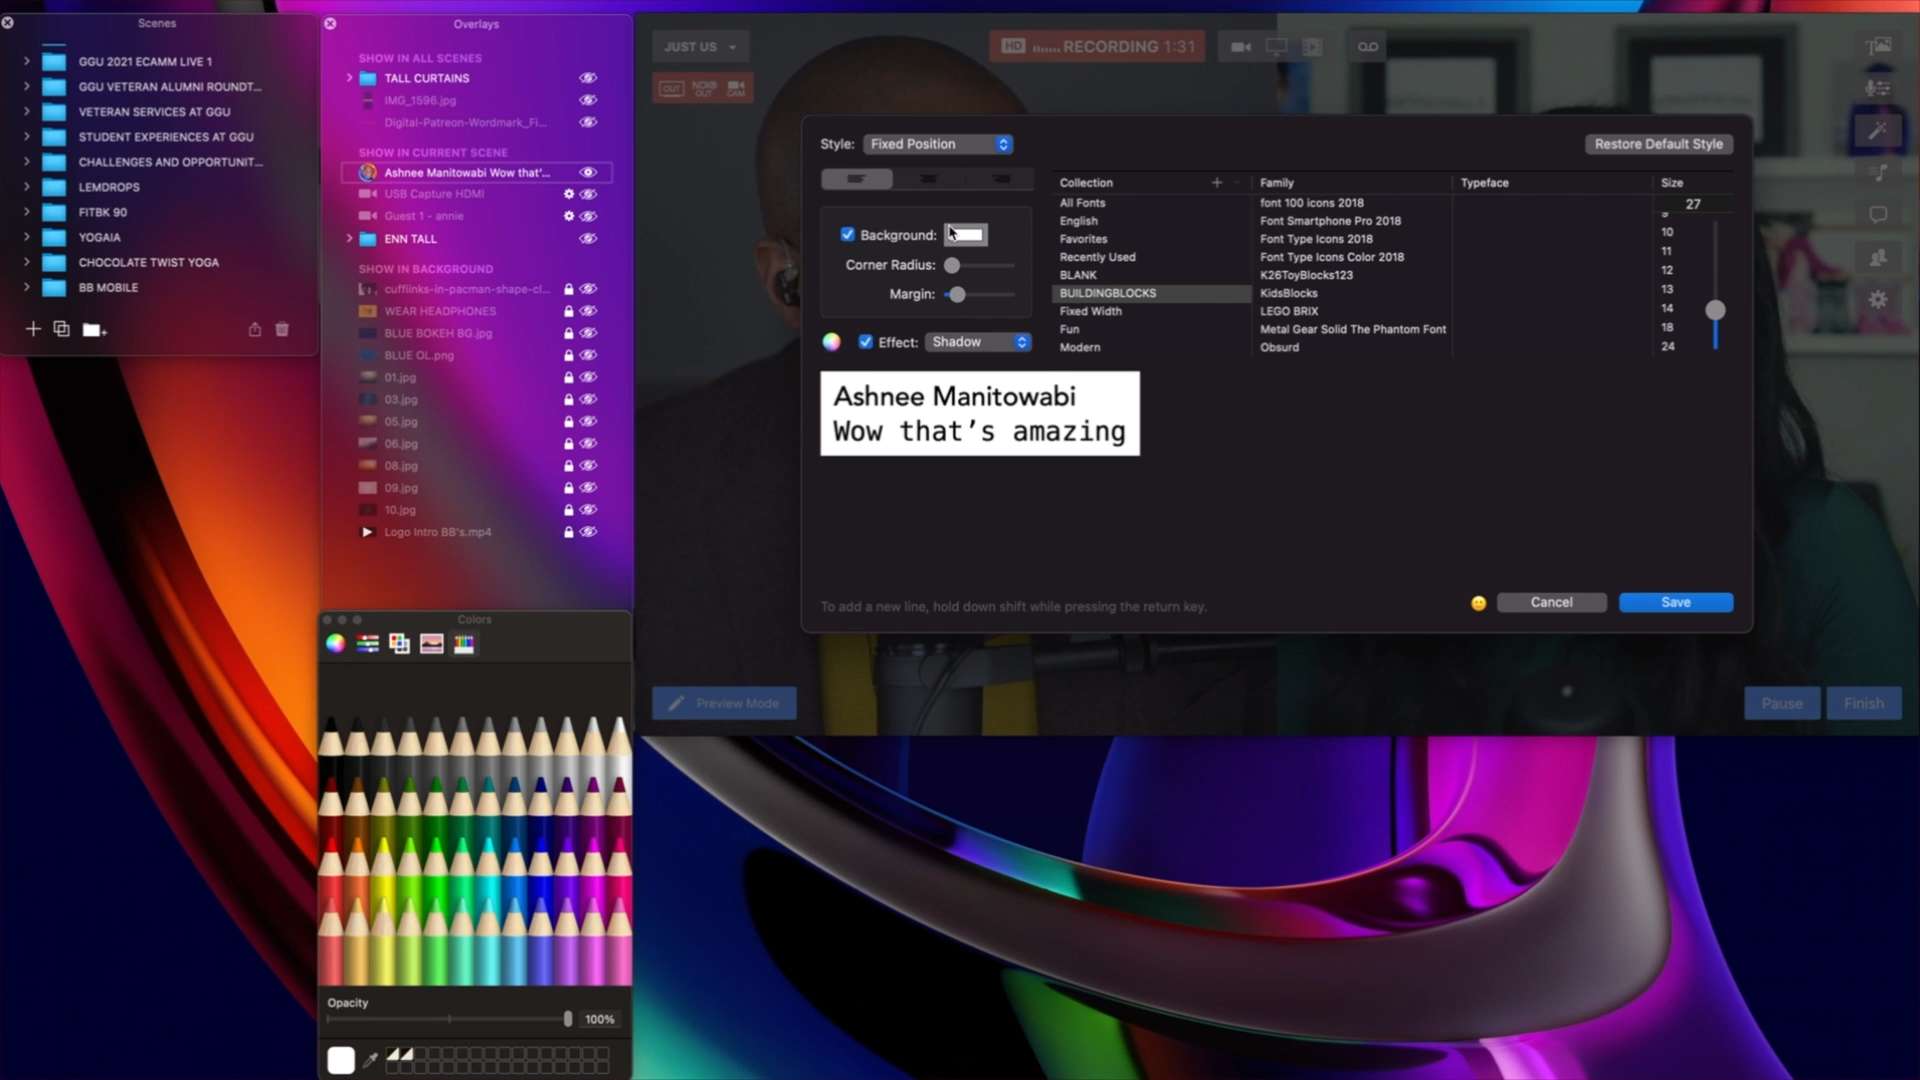 Scenes
GGU 2021 ECAMM LIVE 1
GGU VETERAN ALUMNI ROUNDT...
VETERAN SERVICES AT GGU
STUDENT EXPERIENCES AT GGU
CHALLENGES AND OPPORTUNIT...
LEMDROPS
FITBK 90
YOGAIA
CHOCOLATE TWIST YOGA
BB MOBILE
Overlays
SHOW IN ALL SCENES
TALL CURTAINS
IMG_1596.jpg
Digital-Patreon-Wordmark_Fi...
SHOW IN CURRENT SCENE
Ashnee Manitowabi Wow that'...
USB Capture HDMI
Guest 1 - annie
ENN TALL
SHOW IN BACKGROUND
cufflinks-in-pacman-shape-cl...
WEAR HEADPHONES
BLUE BOKEH BG.jpg
BLUE OL.png
01.jpg
03.jpg
05.jpg
06.jpg
08.jpg
09.jpg
10.jpg
Logo Intro BB's.mp4
Colors
Opacity
100%
JUST US
HD RECORDING 1:31
OUT NDI® OUT CAM
Style: Fixed Position
Restore Default Style
Background:
Corner Radius:
Margin:
Effect: Shadow
Collection
All Fonts
English
Favorites
Recently Used
BLANK
BUILDINGBLOCKS
Fixed Width
Fun
Modern
Family
font 100 icons 2018
Font Smartphone Pro 2018
Font Type Icons 2018
Font Type Icons Color 2018
K26ToyBlocks123
KidsBlocks
LEGO BRIX
Metal Gear Solid The Phantom Font
Obsurd
Typeface
Size
27
9
10
11
12
13
14
18
24
Ashnee Manitowabi
Wow that’s amazing
To add a new line, hold down shift while pressing the return key.
Cancel
Save
Preview Mode
Pause
Finish